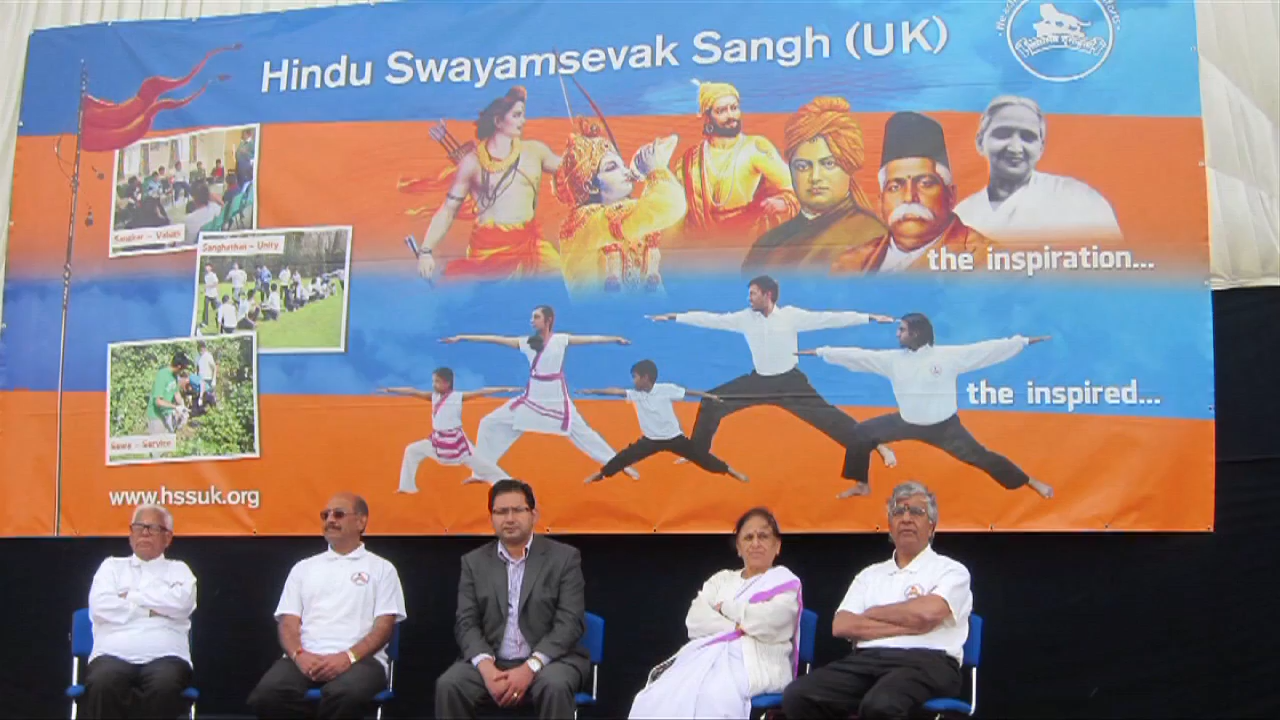 Hindu Swayamsevak Sangh (UK)
Sanskar - Values
Sanghathan - Unity
the inspiration...
the inspired...
Sewa - Service
www.hssuk.org